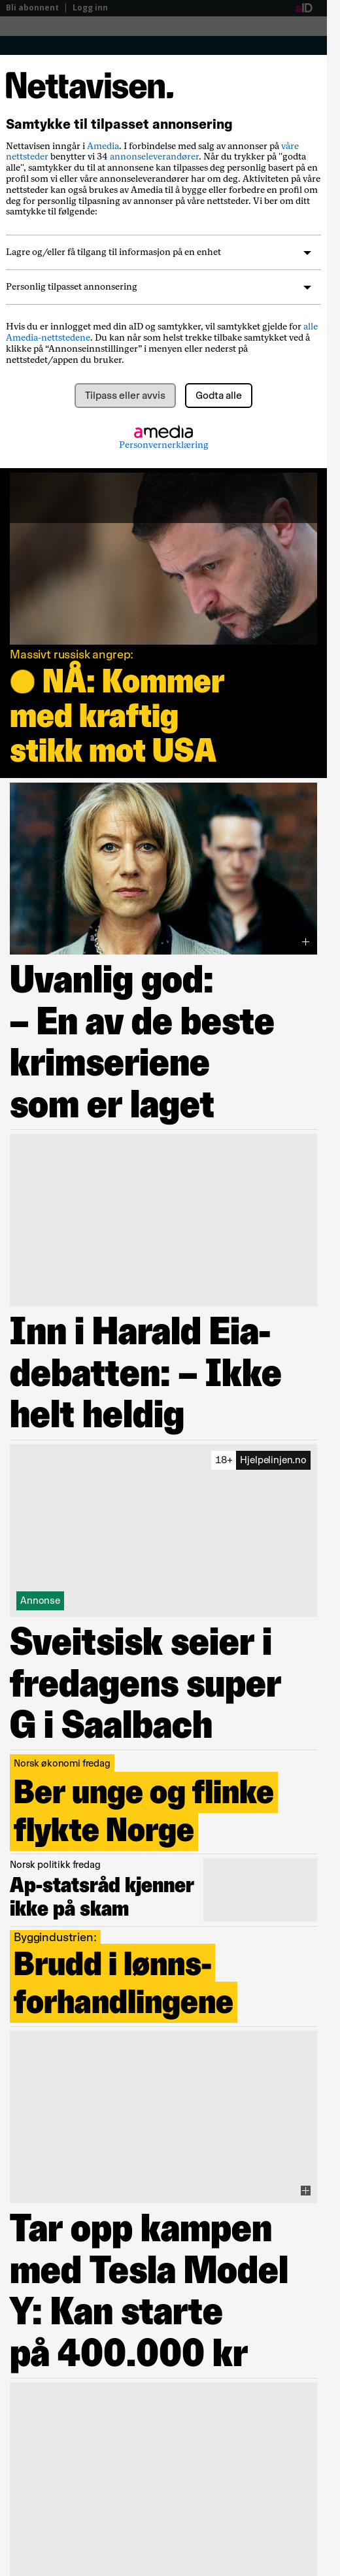 Bli abonnent | Logg inn
aID
Nettavisen.
Samtykke til tilpasset annonsering
Nettavisen inngår i Amedia. I forbindelse med salg av annonser på våre
nettsteder benytter vi 34 annonseleverandører. Når du trykker på "godta
alle", samtykker du til at annonsene kan tilpasses deg personlig basert på en
profil som vi eller våre annonseleverandører har om deg. Aktiviteten på våre
nettsteder kan også brukes av Amedia til å bygge eller forbedre en profil om
deg for personlig tilpasning av annonser på våre nettsteder. Vi ber om ditt
samtykke til følgende:
Lagre og/eller få tilgang til informasjon på en enhet
Personlig tilpasset annonsering
Hvis du er innlogget med din aID og samtykker, vil samtykket gjelde for alle
Amedia-nettstedene. Du kan når som helst trekke tilbake samtykket ved å
klikke på “Annonseinnstillinger” i menyen eller nederst på
nettstedet/appen du bruker.
Tilpass eller avvis
Godta alle
amedia
Personvernerklæring
Massivt russisk angrep:
NÅ: Kommer
med kraftig
stikk mot USA
Uvanlig god:
– En av de beste
krimseriene
som er laget
Inn i Harald Eia-
debatten: – Ikke
helt heldig
18+ Hjelpelinjen.no
Annonse
Sveitsisk seier i
fredagens super
G i Saalbach
Norsk økonomi fredag
Ber unge og flinke
flykte Norge
Norsk politikk fredag
Ap-statsråd kjenner
ikke på skam
Byggindustrien:
Brudd i lønns-
forhandlingene
Tar opp kampen
med Tesla Model
Y: Kan starte
på 400.000 kr